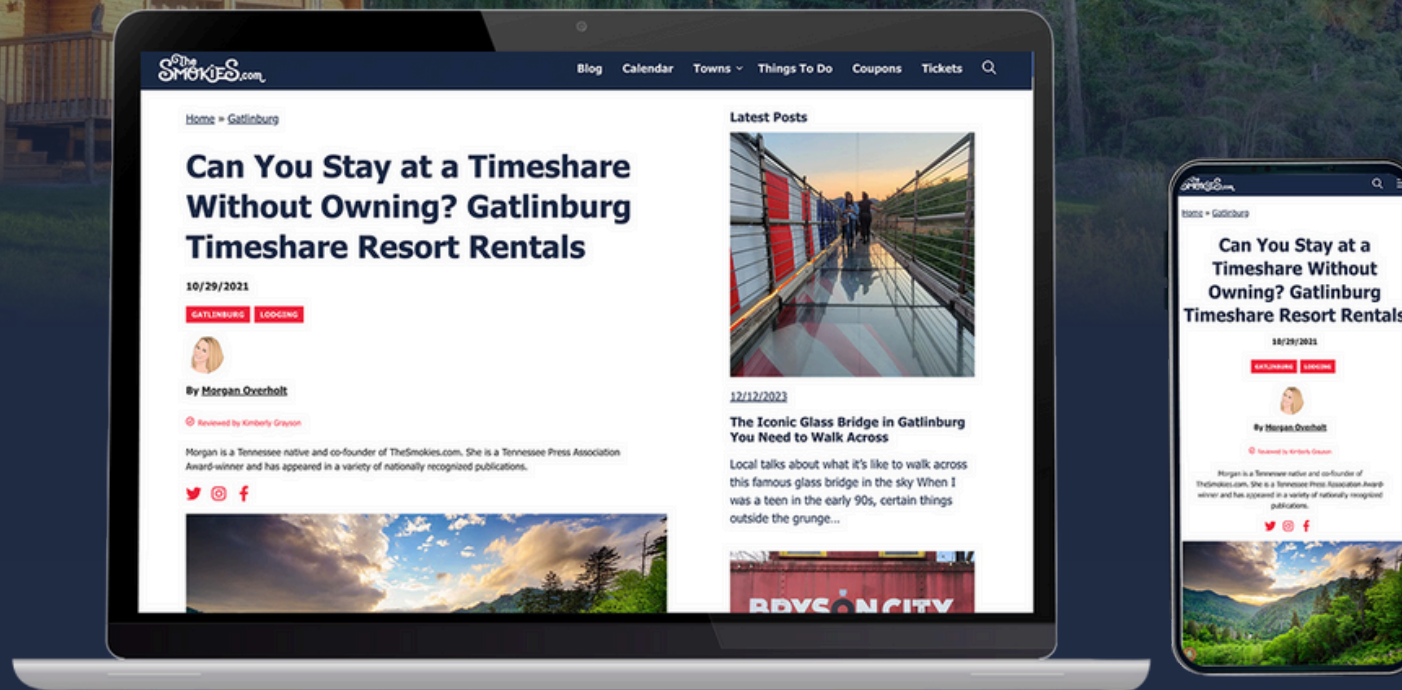 The
SMOKIES.com
Blog Calendar Towns Things To Do Coupons Tickets
Home » Gatlinburg
Can You Stay at a Timeshare
Without Owning? Gatlinburg
Timeshare Resort Rentals
10/29/2021
GATLINBURG LODGING
By Morgan Overholt
Reviewed by Kimberly Grayson
Morgan is a Tennessee native and co-founder of TheSmokies.com. She is a Tennessee Press Association
Award-winner and has appeared in a variety of nationally recognized publications.
Latest Posts
12/12/2023
The Iconic Glass Bridge in Gatlinburg
You Need to Walk Across
Local talks about what it's like to walk across
this famous glass bridge in the sky When I
was a teen in the early 90s, certain things
outside the grunge...
BRYSON CITY
The
SMOKIES.com
Home » Gatlinburg
Can You Stay at a
Timeshare Without
Owning? Gatlinburg
Timeshare Resort Rentals
10/29/2021
GATLINBURG LODGING
By Morgan Overholt
Reviewed by Kimberly Grayson
Morgan is a Tennessee native and co-founder of
TheSmokies.com. She is a Tennessee Press Association Award-
winner and has appeared in a variety of nationally recognized
publications.